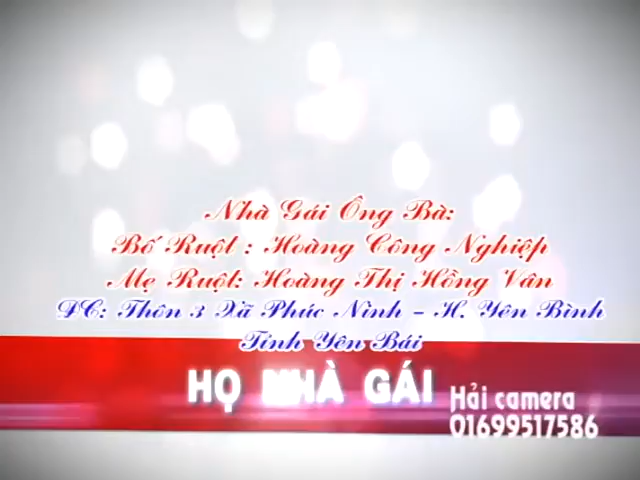 Nhà Gái Ông Bà:
Bố Ruột : Hoàng Công Nghiệp
Mẹ Ruột: Hoàng Thị Hồng Vân
ĐC: Thôn 3 Xã Phúc Ninh - H. Yên Bình
Tỉnh Yên Bái
HỌ NHÀ GÁI
Hải camera
01699517586